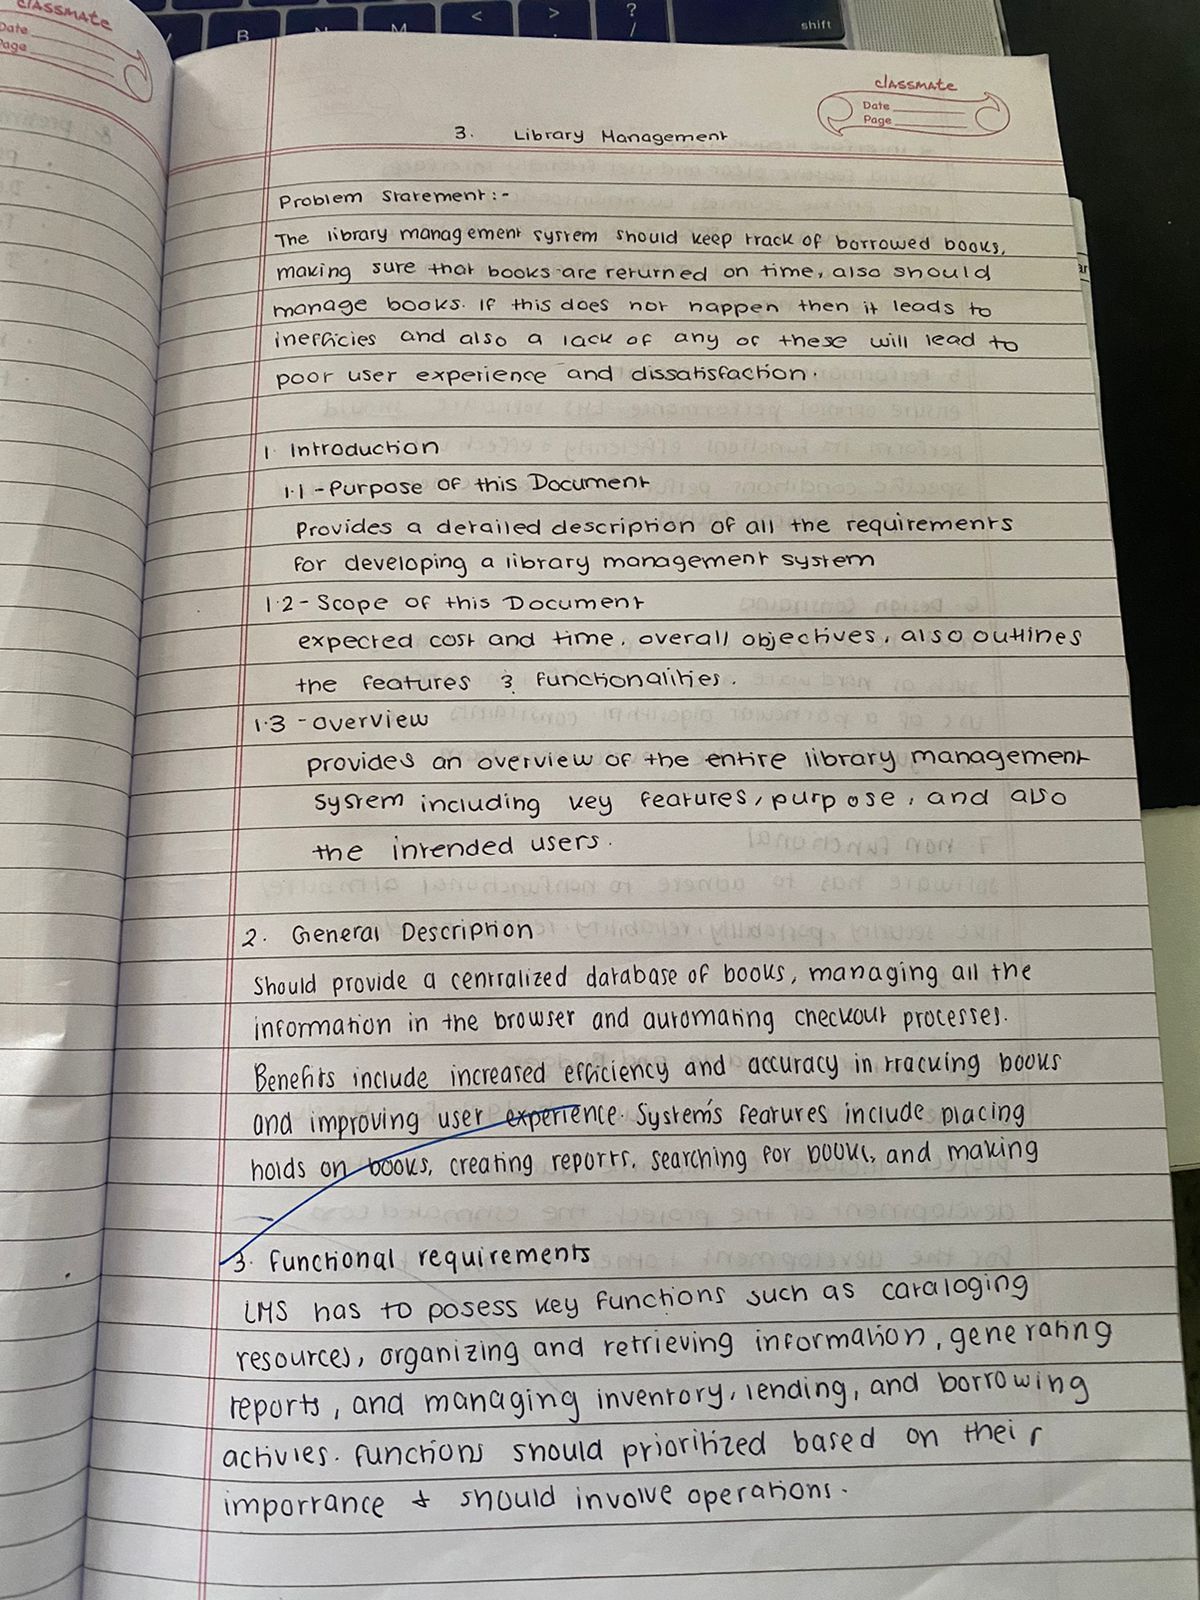 classmate
Date
Page
B
N
M
<
>
.
?
/
shift
classmate
Date
Page
3. Library Management
Problem Statement:-
The library management system should keep track of borrowed books,
making sure that books are returned on time, also should
manage books. If this does not happen then it leads to
inefficies and also a lack of any of these will lead to
poor user experience and dissatisfaction.
1. Introduction
1.1 - Purpose of this Document
Provides a detailed description of all the requirements
for developing a library management system
1.2 - Scope of this Document
expected cost and time, overall objectives, also outlines
the features & functionalities.
1.3 - overview
provides an overview of the entire library management
system including key features, purpose, and also
the intended users.
2. General Description
Should provide a centralized database of books, managing all the
information in the browser and automating checkout processes.
Benefits include increased efficiency and accuracy in tracking books
and improving user experience. System's features include placing
holds on books, creating reports, searching for books, and making
3. Functional requirements
LMS has to posess key functions such as cataloging
resources, organizing and retrieving information, generating
reports, and managing inventory, lending, and borrowing
activies. functions should prioritized based on their
importance & should involve operations.